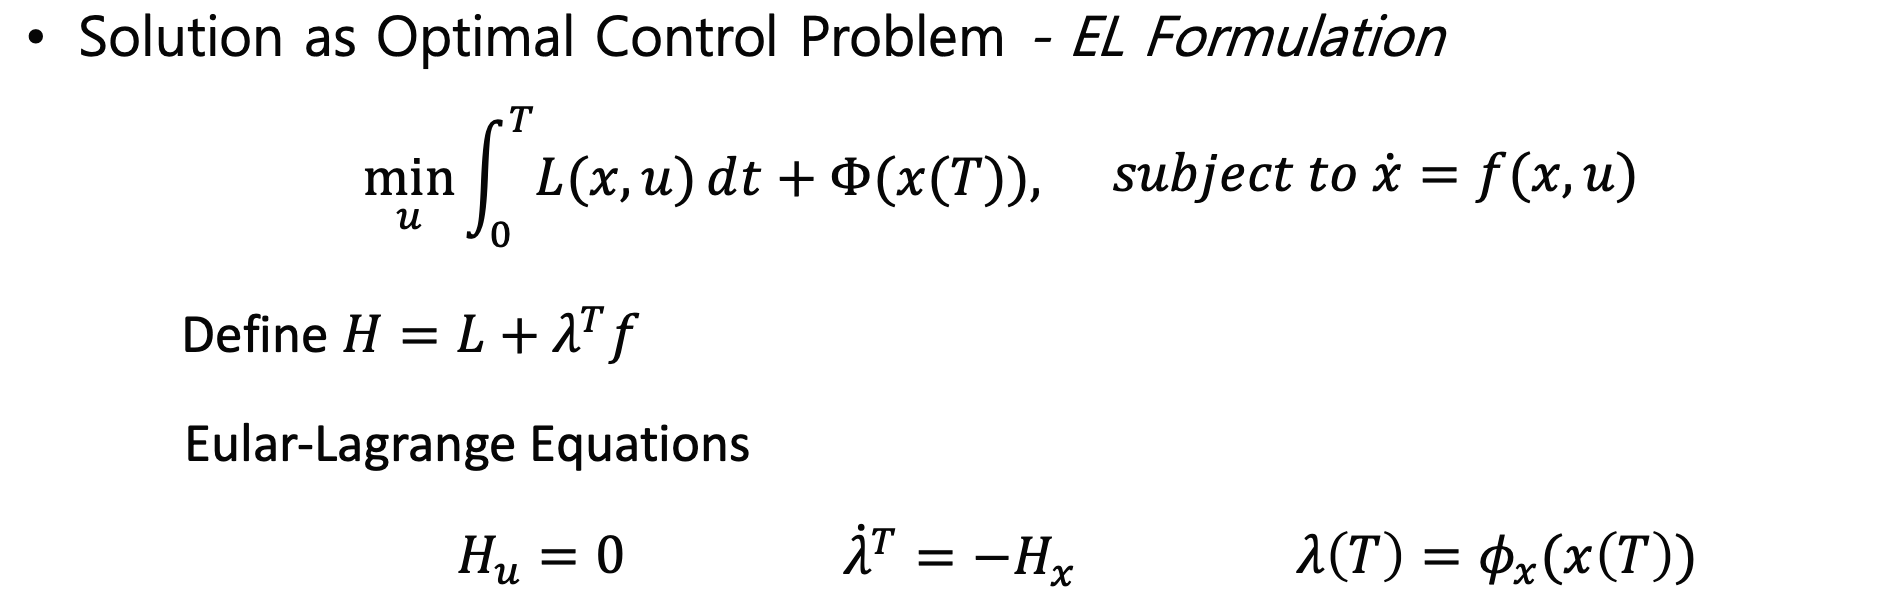 • Solution as Optimal Control Problem - EL Formulation
min_u ∫_0^T L(x, u) dt + Φ(x(T)), subject to ẋ = f(x, u)
Define H = L + λ^T f
Eular-Lagrange Equations
H_u = 0 λ̇^T = −H_x λ(T) = ϕ_x(x(T))